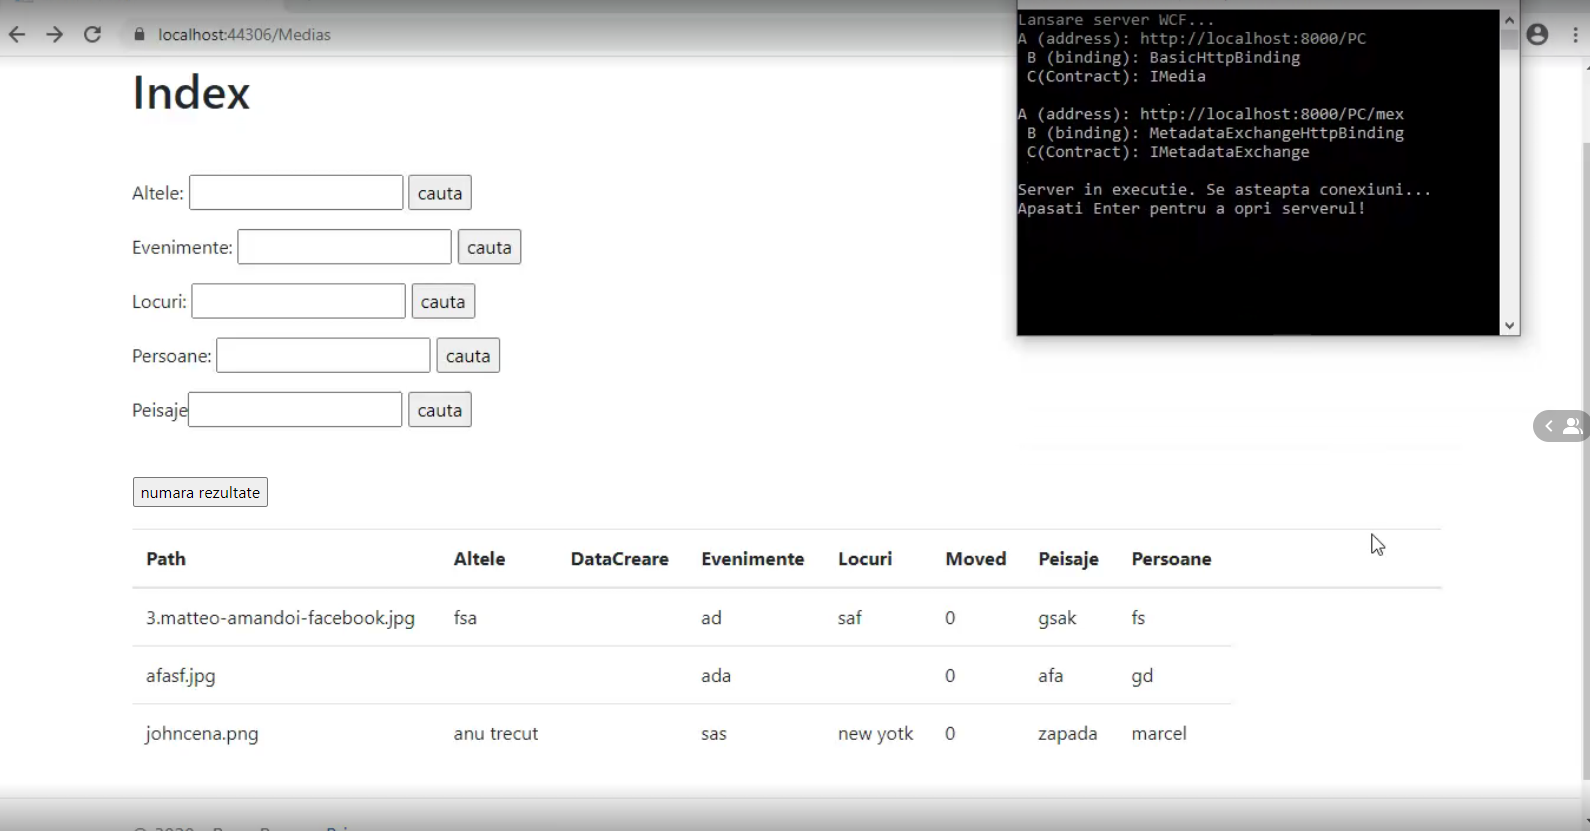 localhost:44306/Medias
Lansare server WCF...
A (address): http://localhost:8000/PC
B (binding): BasicHttpBinding
C(Contract): IMedia
A (address): http://localhost:8000/PC/mex
B (binding): MetadataExchangeHttpBinding
C(Contract): IMetadataExchange
Server in executie. Se asteapta conexiuni...
Apasati Enter pentru a opri serverul!
Index
Altele: cauta
Evenimente: cauta
Locuri: cauta
Persoane: cauta
Peisaje cauta
numara rezultate
Path Altele DataCreare Evenimente Locuri Moved Peisaje Persoane
3.matteo-amandoi-facebook.jpg fsa ad saf 0 gsak fs
afasf.jpg ada 0 afa gd
johncena.png anu trecut sas new yotk 0 zapada marcel